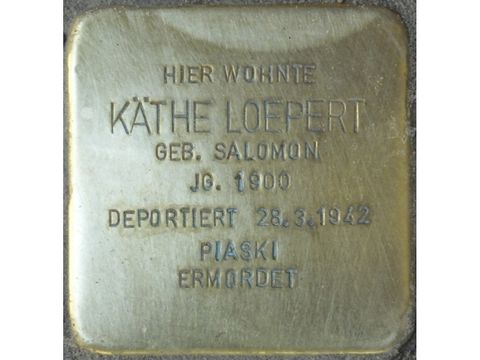 HIER WOHNTE
KÄTHE LOEPERT
GEB. SALOMON
JG. 1900
DEPORTIERT 28.3.1942
PIASKI
ERMORDET